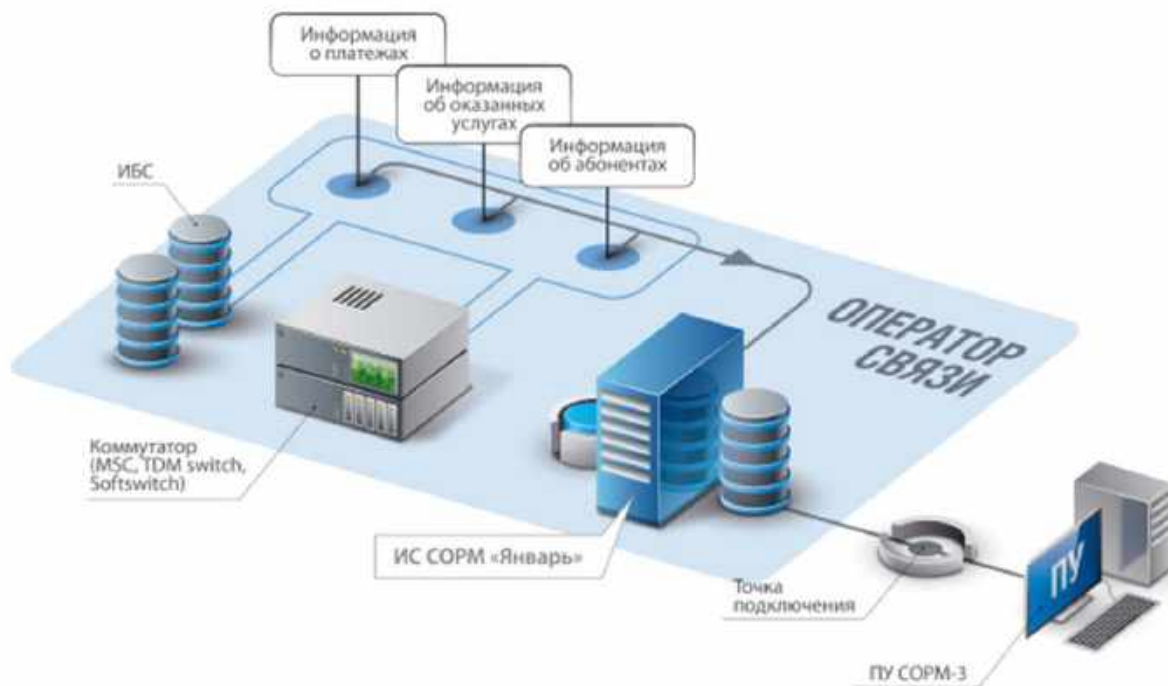 Информация
о платежах
Информация
об оказанных
услугах
Информация
об абонентах
ИБС
ОПЕРАТОР
СВЯЗИ
Коммутатор
(MSC, TDM switch,
Softswitch)
ИС СОРМ «Январь»
Точка
подключения
ПУ
ПУ СОРМ-3